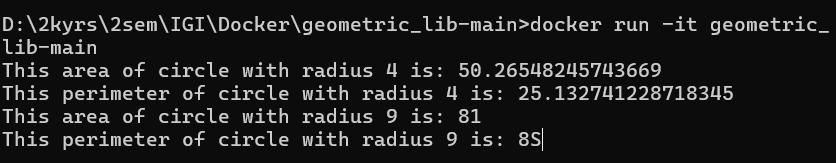 D:\2kyrs\2sem\IGI\Docker\geometric_lib-main>docker run -it geometric_
lib-main
This area of circle with radius 4 is: 50.26548245743669
This perimeter of circle with radius 4 is: 25.132741228718345
This area of circle with radius 9 is: 81
This perimeter of circle with radius 9 is: 8S